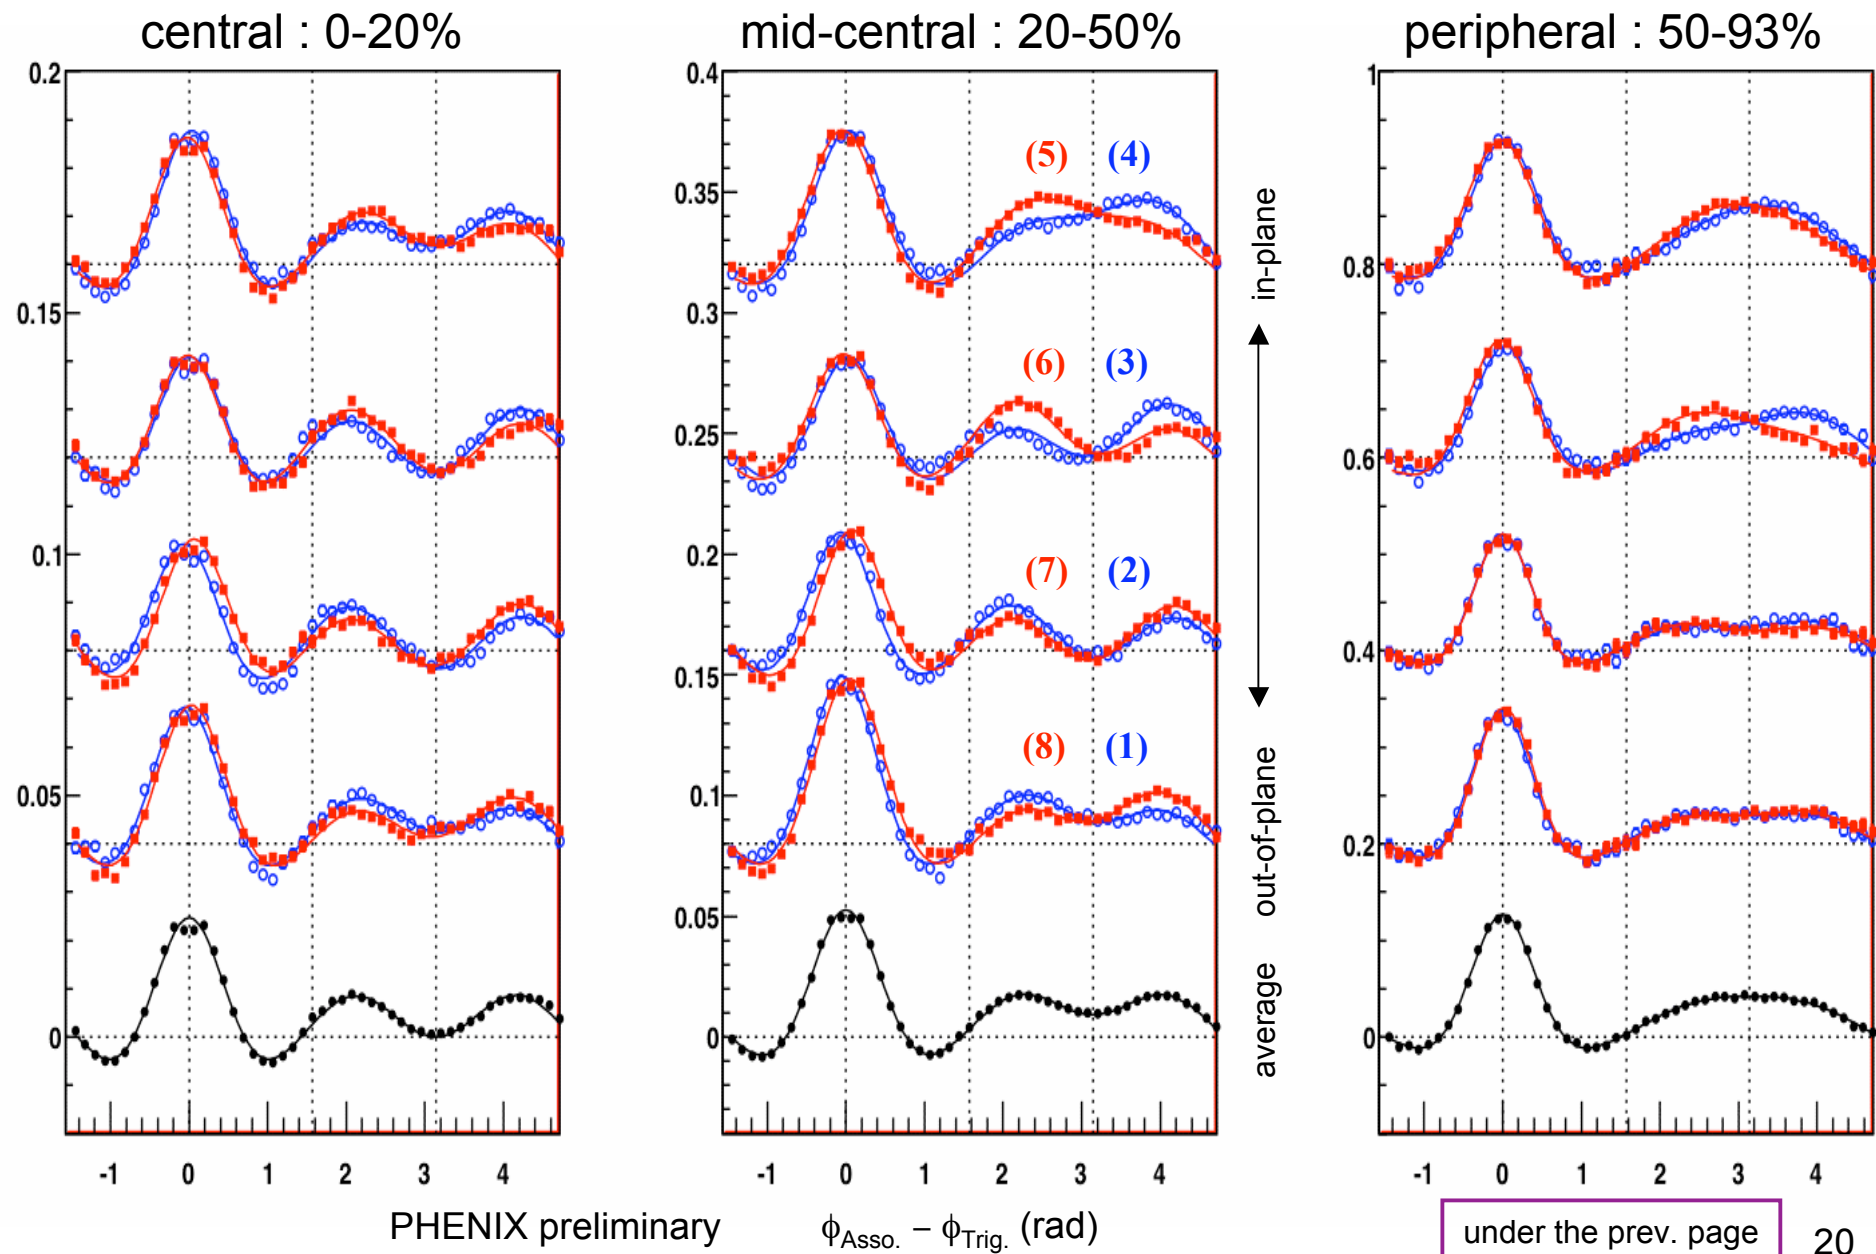 central : 0-20%
mid-central : 20-50%
peripheral : 50-93%
0.2
0.15
0.1
0.05
0
-1 0 1 2 3 4
0.4
0.35
0.3
0.25
0.2
0.15
0.1
0.05
0
-1 0 1 2 3 4
(5) (4)
(6) (3)
(7) (2)
(8) (1)
in-plane
out-of-plane
average
1
0.8
0.6
0.4
0.2
0
-1 0 1 2 3 4
PHENIX preliminary
ϕAsso. – ϕTrig. (rad)
under the prev. page
20